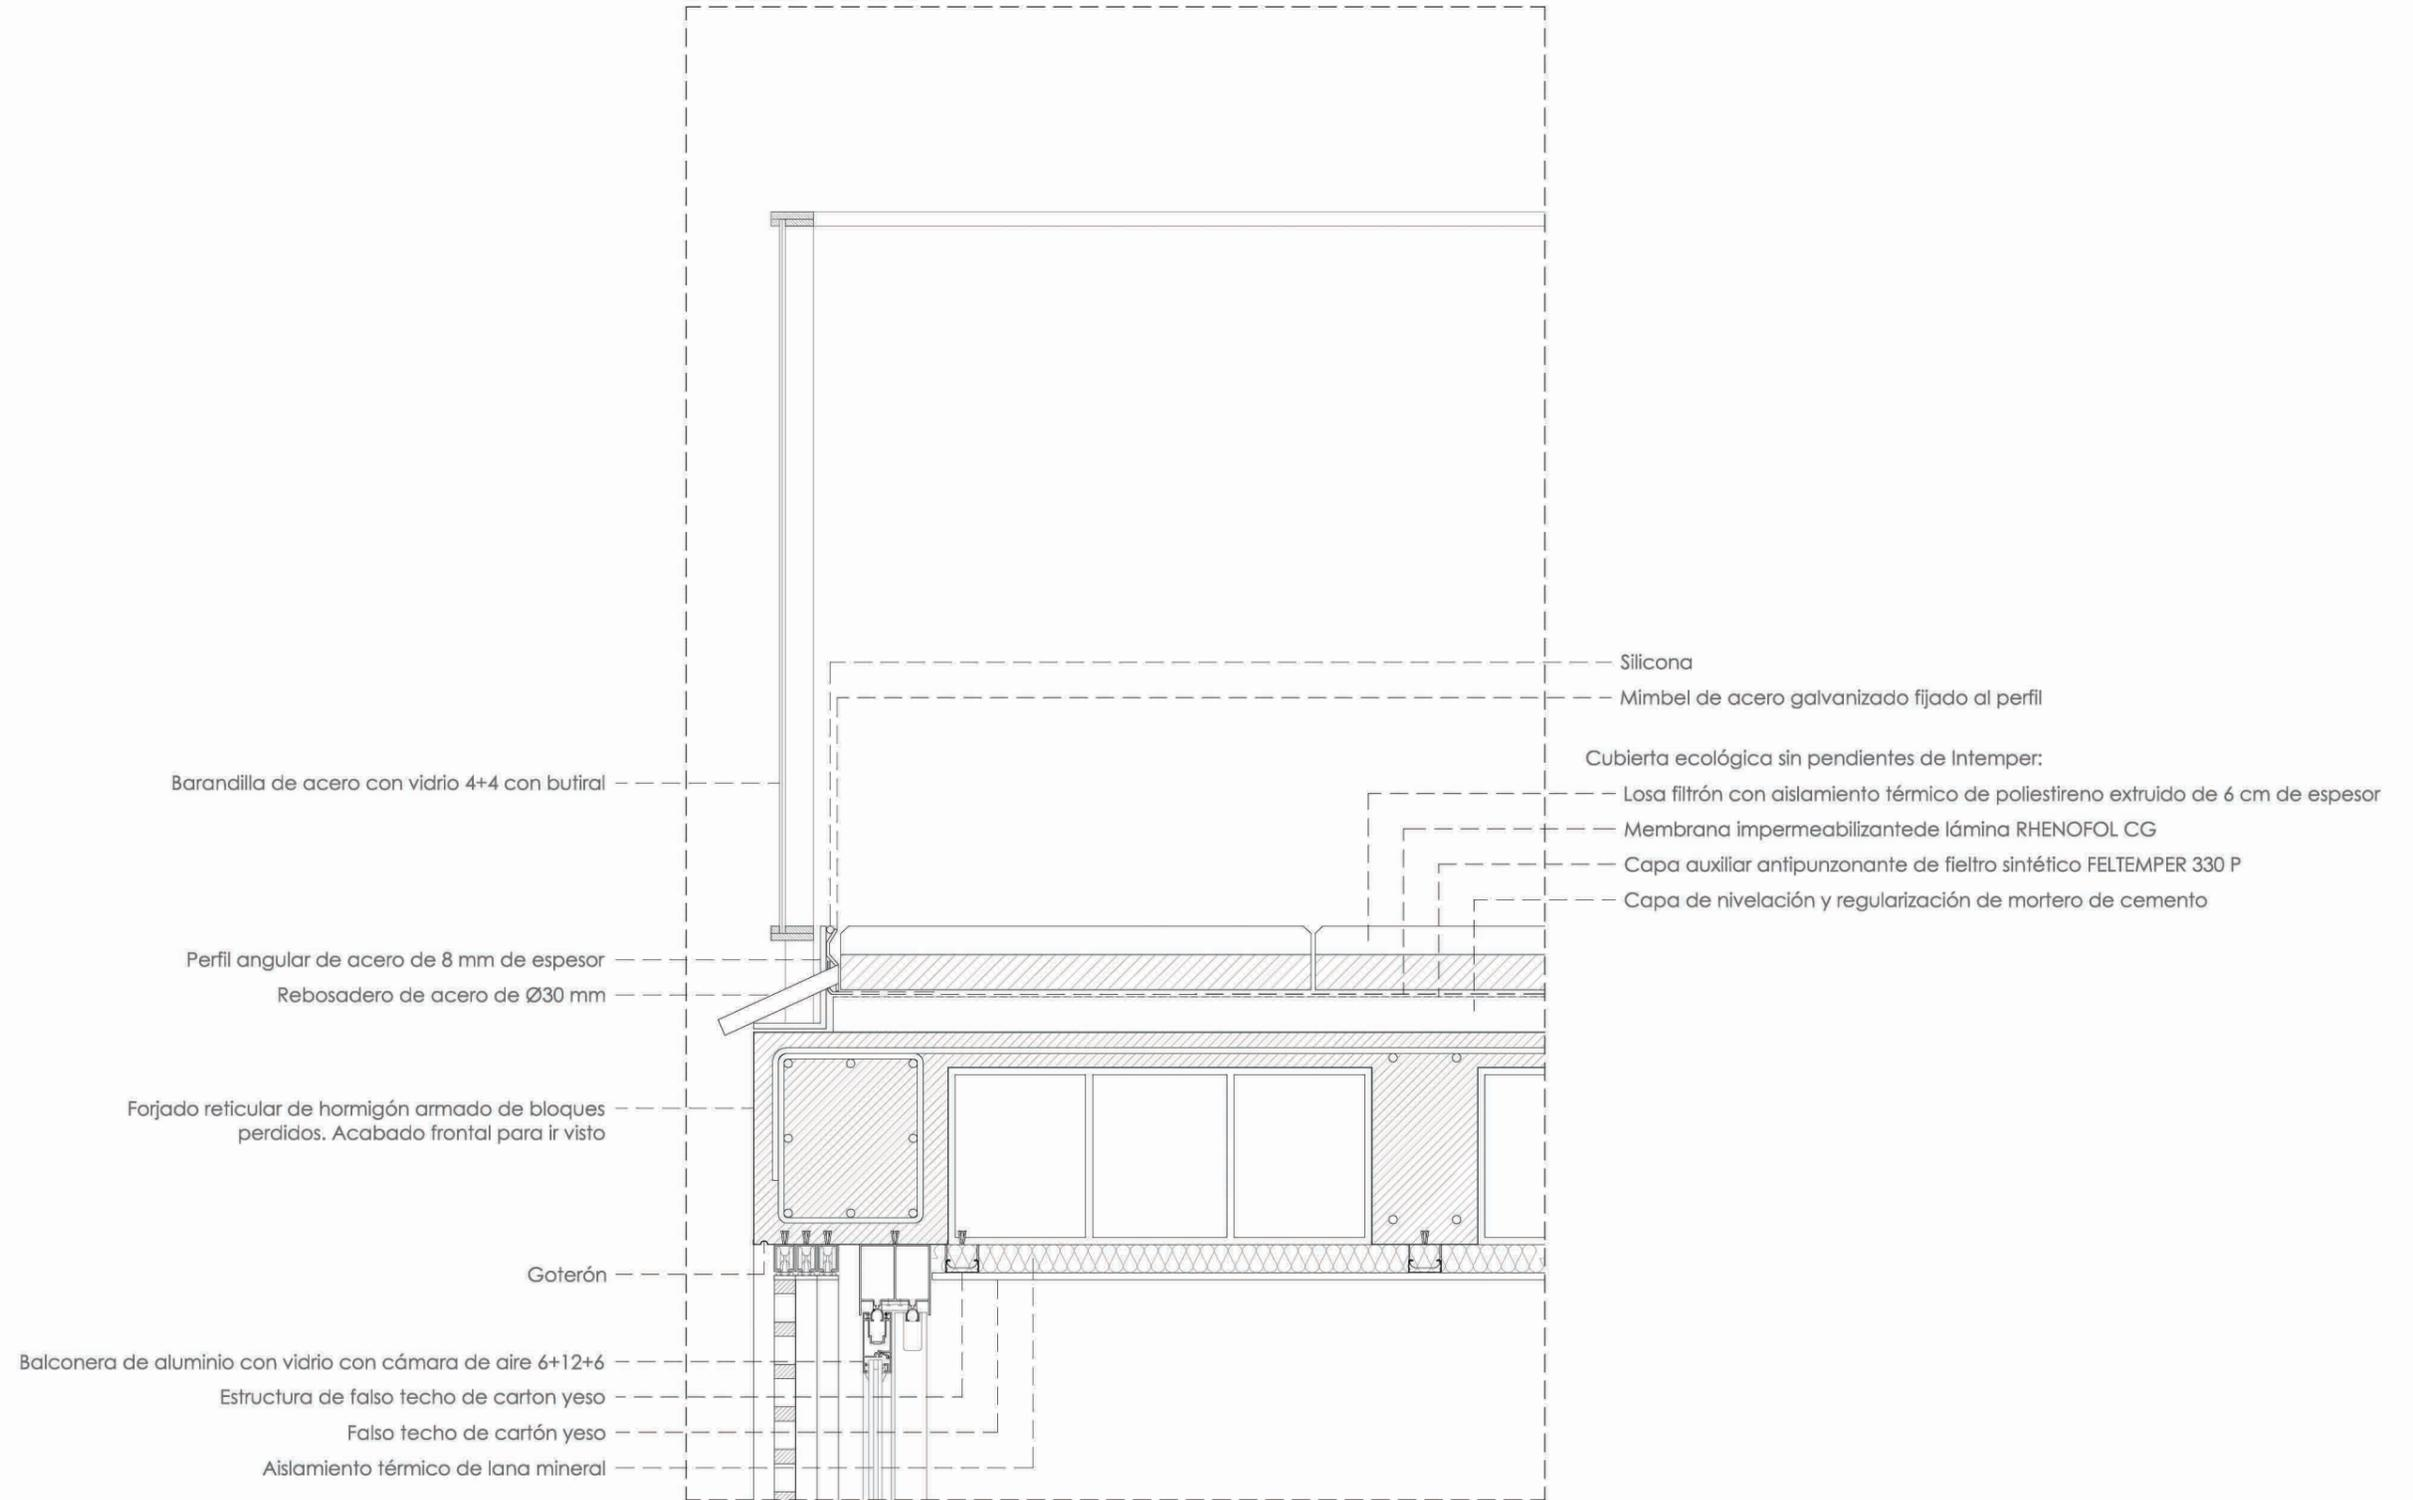 Silicona
Mimbel de acero galvanizado fijado al perfil
Cubierta ecológica sin pendientes de Intemper:
Losa filtrón con aislamiento térmico de poliestireno extruido de 6 cm de espesor
Membrana impermeabilizantede lámina RHENOFOL CG
Capa auxiliar antipunzonante de fieltro sintético FELTEMPER 330 P
Capa de nivelación y regularización de mortero de cemento
Barandilla de acero con vidrio 4+4 con butiral
Perfil angular de acero de 8 mm de espesor
Rebosadero de acero de Ø30 mm
Forjado reticular de hormigón armado de bloques
perdidos. Acabado frontal para ir visto
Goterón
Balconera de aluminio con vidrio con cámara de aire 6+12+6
Estructura de falso techo de carton yeso
Falso techo de cartón yeso
Aislamiento térmico de lana mineral